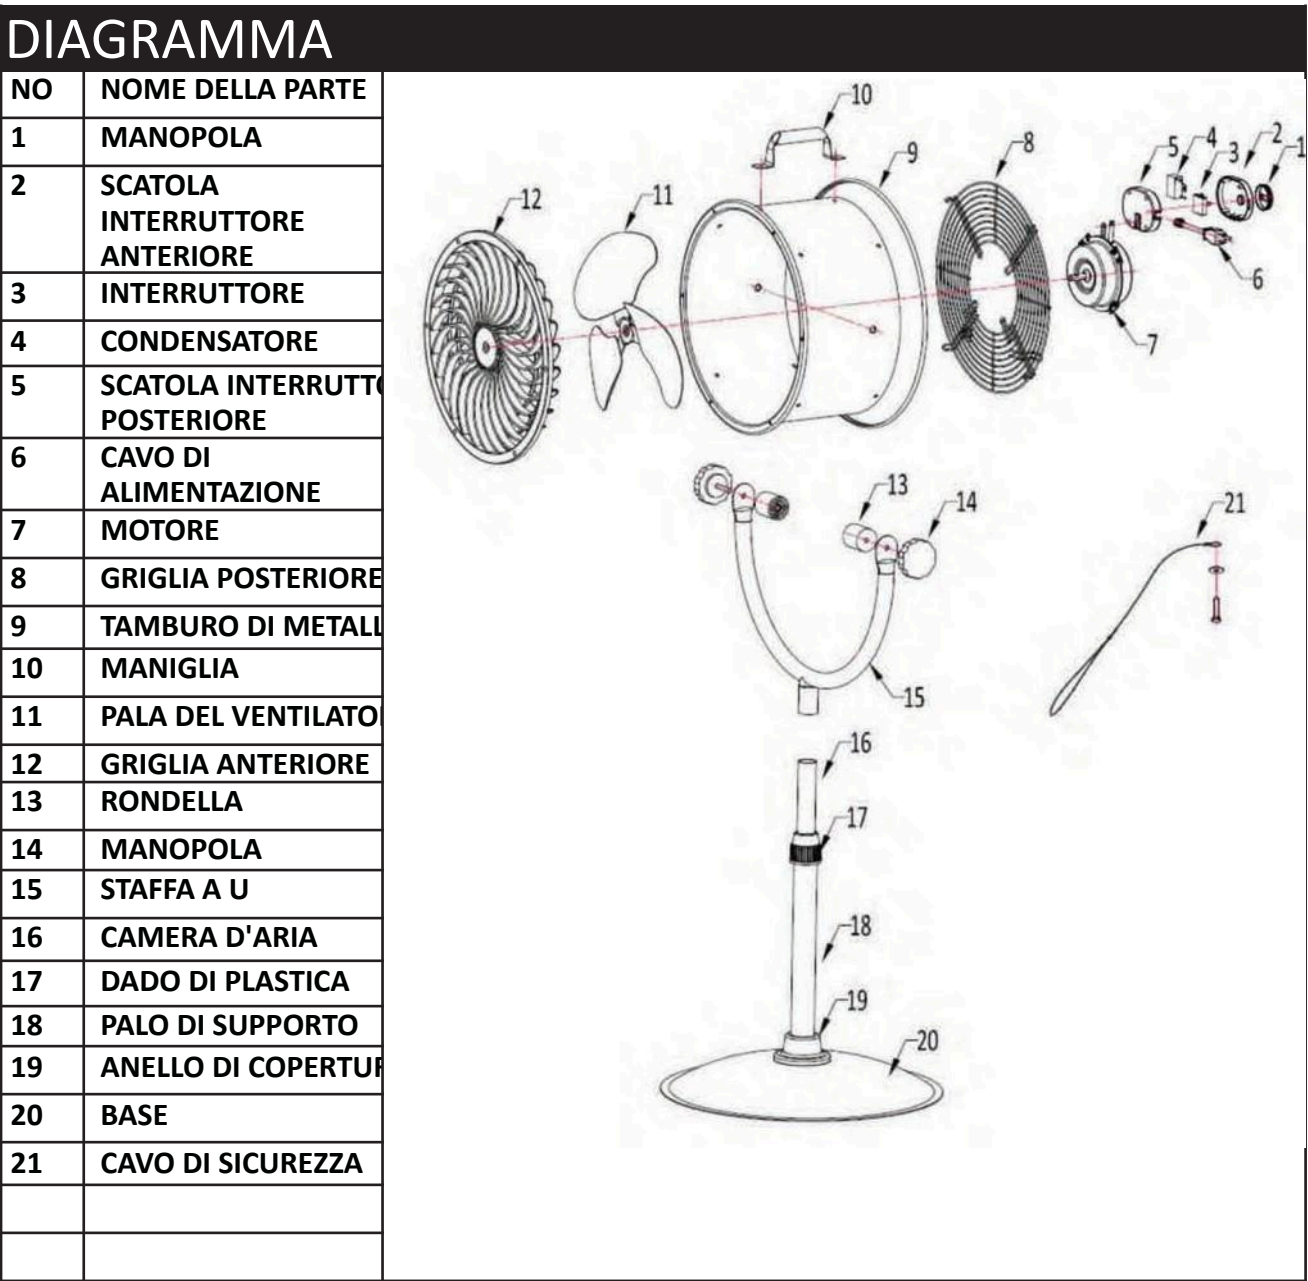 DIAGRAMMA
NO NOME DELLA PARTE
1 MANOPOLA
2 SCATOLA
INTERRUTTORE
ANTERIORE
3 INTERRUTTORE
4 CONDENSATORE
5 SCATOLA INTERRUTTO
POSTERIORE
6 CAVO DI
ALIMENTAZIONE
7 MOTORE
8 GRIGLIA POSTERIORE
9 TAMBURO DI METALL
10 MANIGLIA
11 PALA DEL VENTILATO
12 GRIGLIA ANTERIORE
13 RONDELLA
14 MANOPOLA
15 STAFFA A U
16 CAMERA D'ARIA
17 DADO DI PLASTICA
18 PALO DI SUPPORTO
19 ANELLO DI COPERTU
20 BASE
21 CAVO DI SICUREZZA
10
9
8
5
4
3
2
1
12
11
6
7
13
14
21
15
16
17
18
19
20